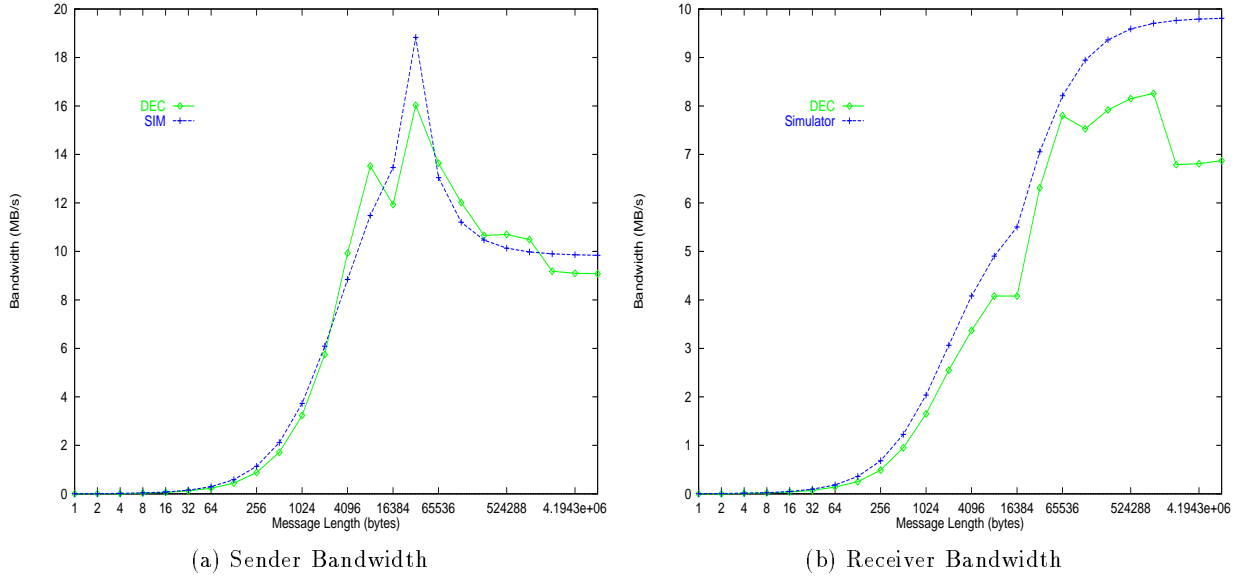 20
18
16
14
12
10
8
6
4
2
0
Bandwidth (MB/s)
DEC
SIM
1 2 4 8 16 32 64 256 1024 4096 16384 65536 524288 4.1943e+06
Message Length (bytes)
(a) Sender Bandwidth
10
9
8
7
6
5
4
3
2
1
0
Bandwidth (MB/s)
DEC
Simulator
1 2 4 8 16 32 64 256 1024 4096 16384 65536 524288 4.1943e+06
Message Length (bytes)
(b) Receiver Bandwidth